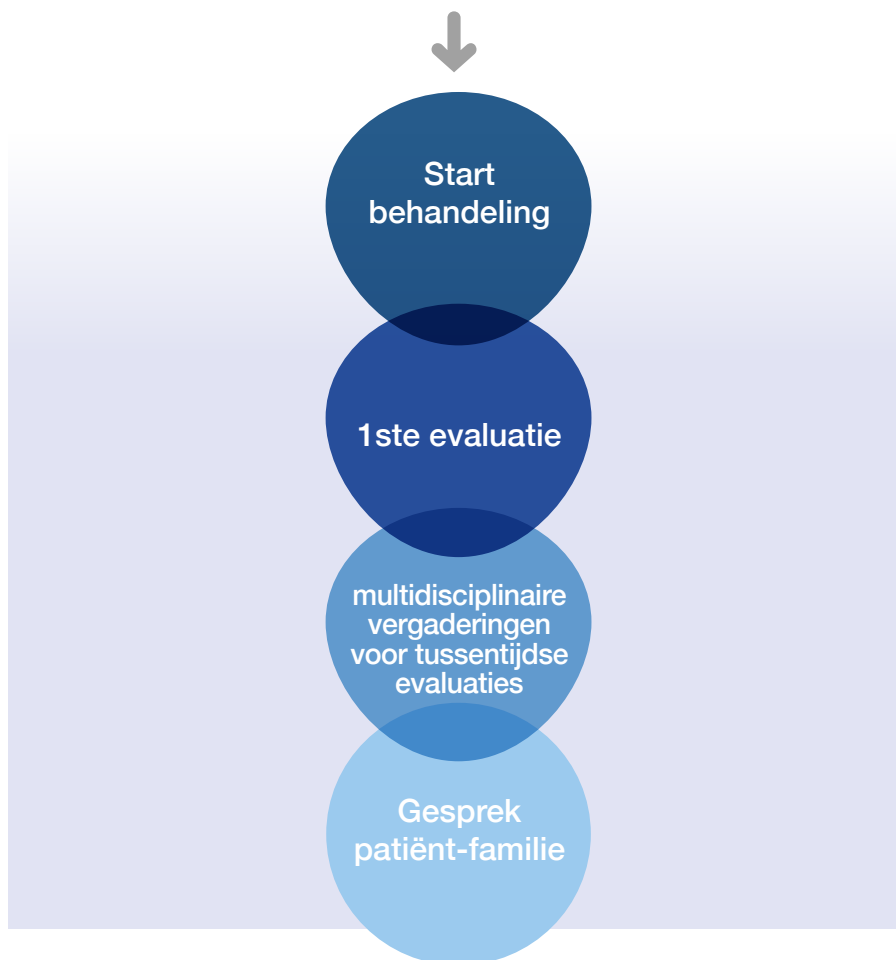 Start
behandeling
1ste evaluatie
multidisciplinaire
vergaderingen
voor tussentijdse
evaluaties
Gesprek
patiënt-familie